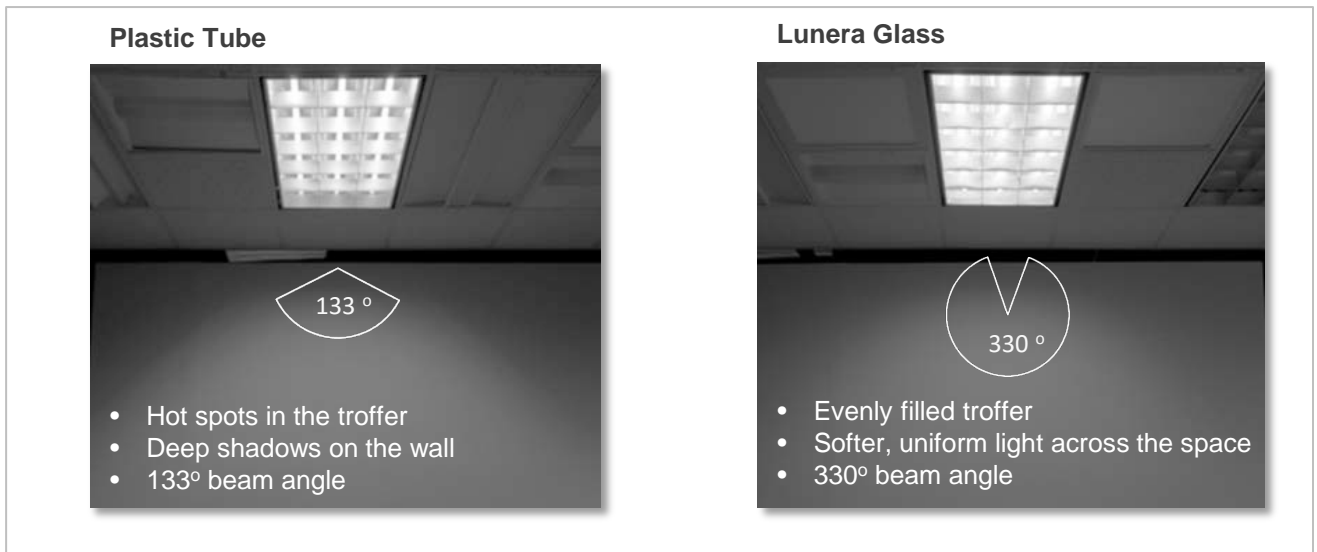 Plastic Tube
133 º
• Hot spots in the troffer
• Deep shadows on the wall
• 133º beam angle
Lunera Glass
330 º
• Evenly filled troffer
• Softer, uniform light across the space
• 330º beam angle